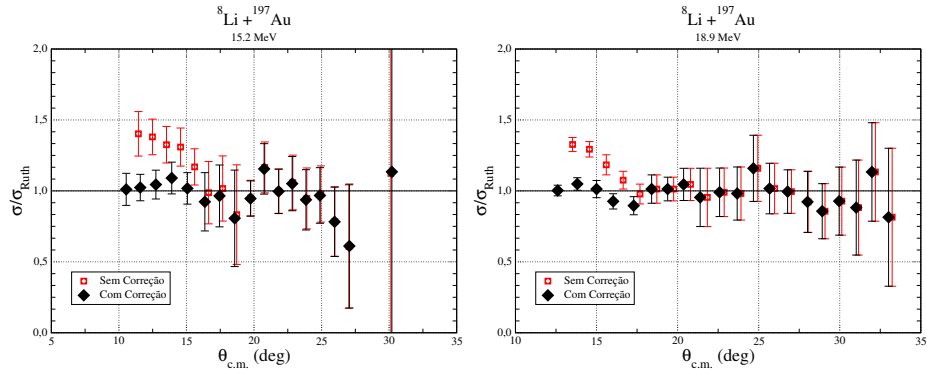 ⁸Li + ¹⁹⁷Au
15.2 MeV
2,0
1,5
1,0
0,5
0,0
σ/σRuth
Sem Correção
Com Correção
5 10 15 20 25 30 35
θc.m. (deg)
⁸Li + ¹⁹⁷Au
18.9 MeV
2,0
1,5
1,0
0,5
0,0
σ/σRuth
Sem Correção
Com Correção
10 15 20 25 30 35
θc.m. (deg)